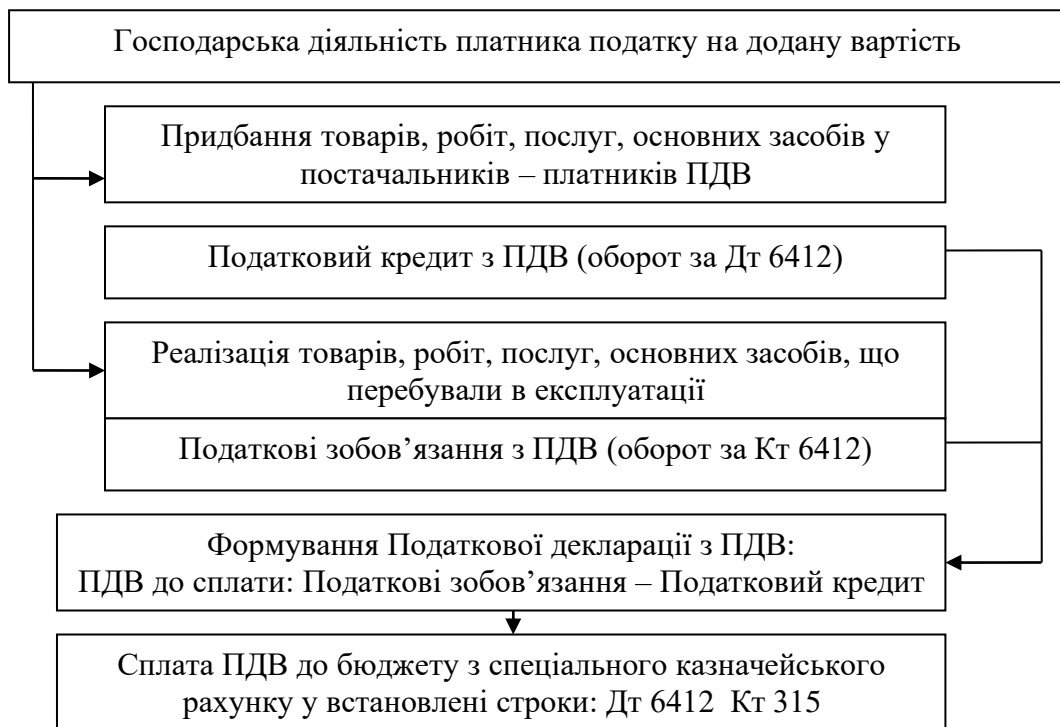 Господарська діяльність платника податку на додану вартість
Придбання товарів, робіт, послуг, основних засобів у
постачальників – платників ПДВ
Податковий кредит з ПДВ (оборот за Дт 6412)
Реалізація товарів, робіт, послуг, основних засобів, що
перебували в експлуатації
Податкові зобов’язання з ПДВ (оборот за Кт 6412)
Формування Податкової декларації з ПДВ:
ПДВ до сплати: Податкові зобов’язання – Податковий кредит
Сплата ПДВ до бюджету з спеціального казначейського
рахунку у встановлені строки: Дт 6412  Кт 315